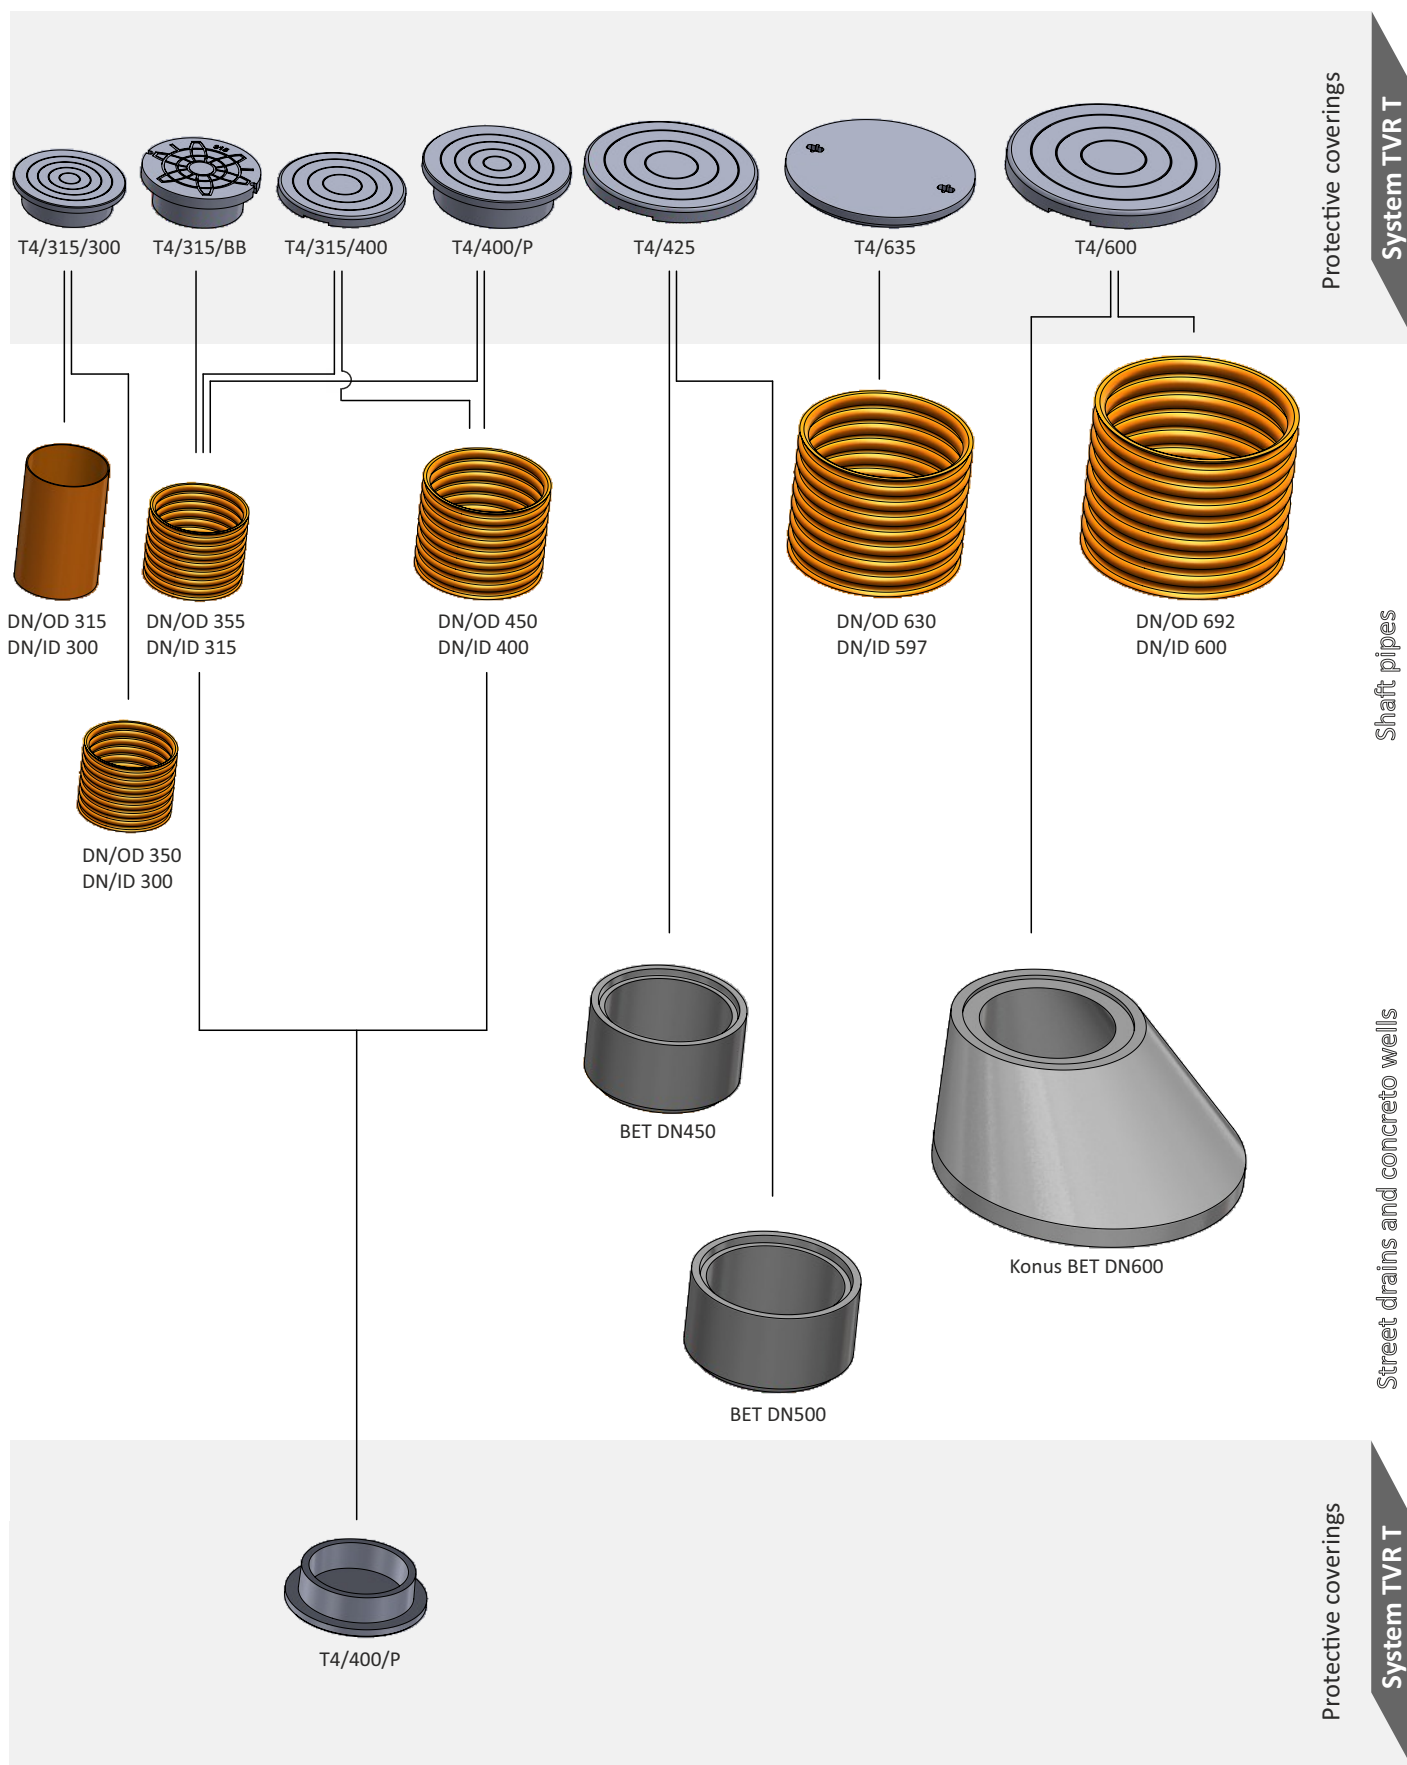 Protective coverings
System TVR T
T4/315/300
T4/315/BB
T4/315/400
T4/400/P
T4/425
T4/635
T4/600
DN/OD 315
DN/ID 300
DN/OD 355
DN/ID 315
DN/OD 450
DN/ID 400
DN/OD 630
DN/ID 597
DN/OD 692
DN/ID 600
Shaft pipes
DN/OD 350
DN/ID 300
Street drains and concreto wells
BET DN450
Konus BET DN600
BET DN500
Protective coverings
System TVR T
T4/400/P